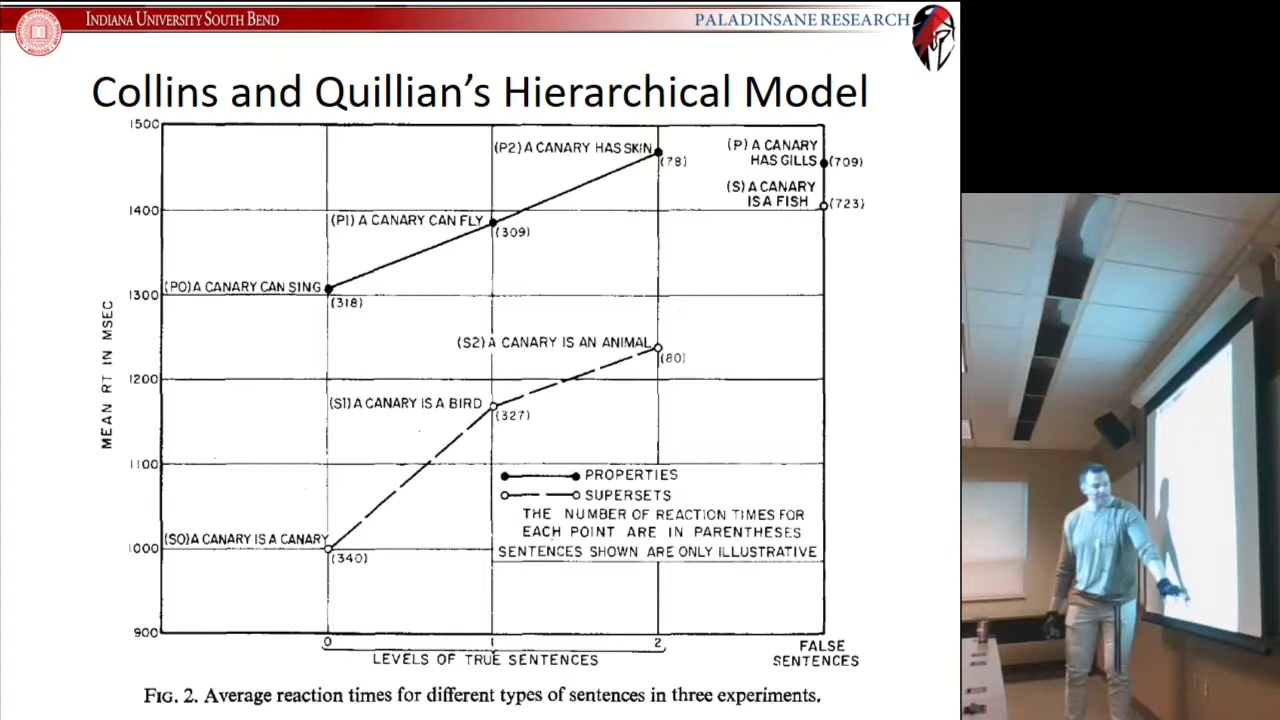 INDIANA UNIVERSITY SOUTH BEND
PALADINSANE RESEARCH
Collins and Quillian's Hierarchical Model
1500
1400
1300
1200
1100
1000
900
MEAN RT IN MSEC
(P2) A CANARY HAS SKIN
(78)
(P) A CANARY
HAS GILLS
(709)
(S) A CANARY
IS A FISH
(723)
(P1) A CANARY CAN FLY
(309)
(P0) A CANARY CAN SING
(318)
(S2) A CANARY IS AN ANIMAL
(80)
(S1) A CANARY IS A BIRD
(327)
PROPERTIES
SUPERSETS
THE NUMBER OF REACTION TIMES FOR
EACH POINT ARE IN PARENTHESES
SENTENCES SHOWN ARE ONLY ILLUSTRATIVE
(S0) A CANARY IS A CANARY
(340)
0
1
2
LEVELS OF TRUE SENTENCES
FALSE
SENTENCES
FIG. 2. Average reaction times for different types of sentences in three experiments.